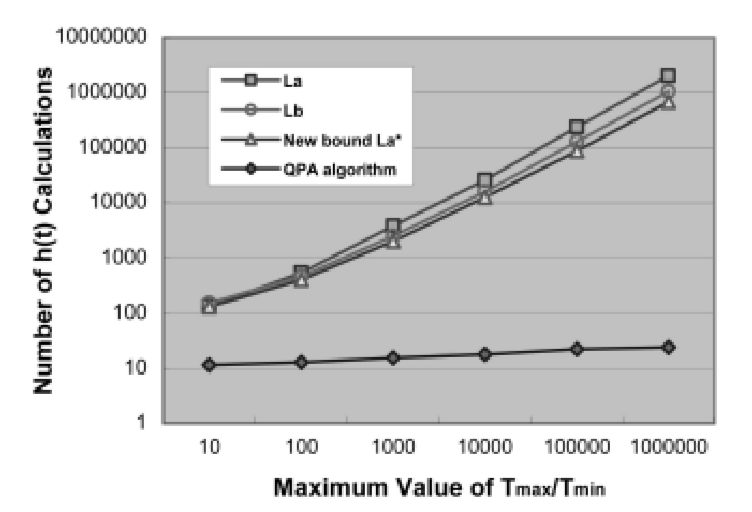 10000000
1000000
100000
10000
1000
100
10
1
Number of h(t) Calculations
La
Lb
New bound La*
QPA algorithm
10 100 1000 10000 100000 1000000
Maximum Value of Tmax/Tmin